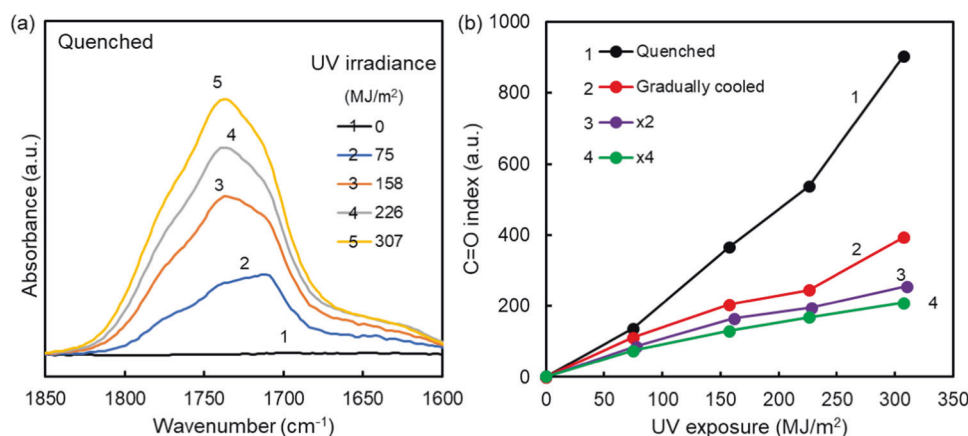 (a)
Quenched
UV irradiance
(MJ/m²)
1 0
2 75
3 158
4 226
5 307
5
4
3
2
1
Absorbance (a.u.)
1850 1800 1750 1700 1650 1600
Wavenumber (cm⁻¹)
(b)
1000
800
600
400
200
0
C=O index
1 Quenched
2 Gradually cooled
3 x2
4 x4
1
2
3
4
0 50 100 150 200 250 300 350
UV exposure (MJ/m²)